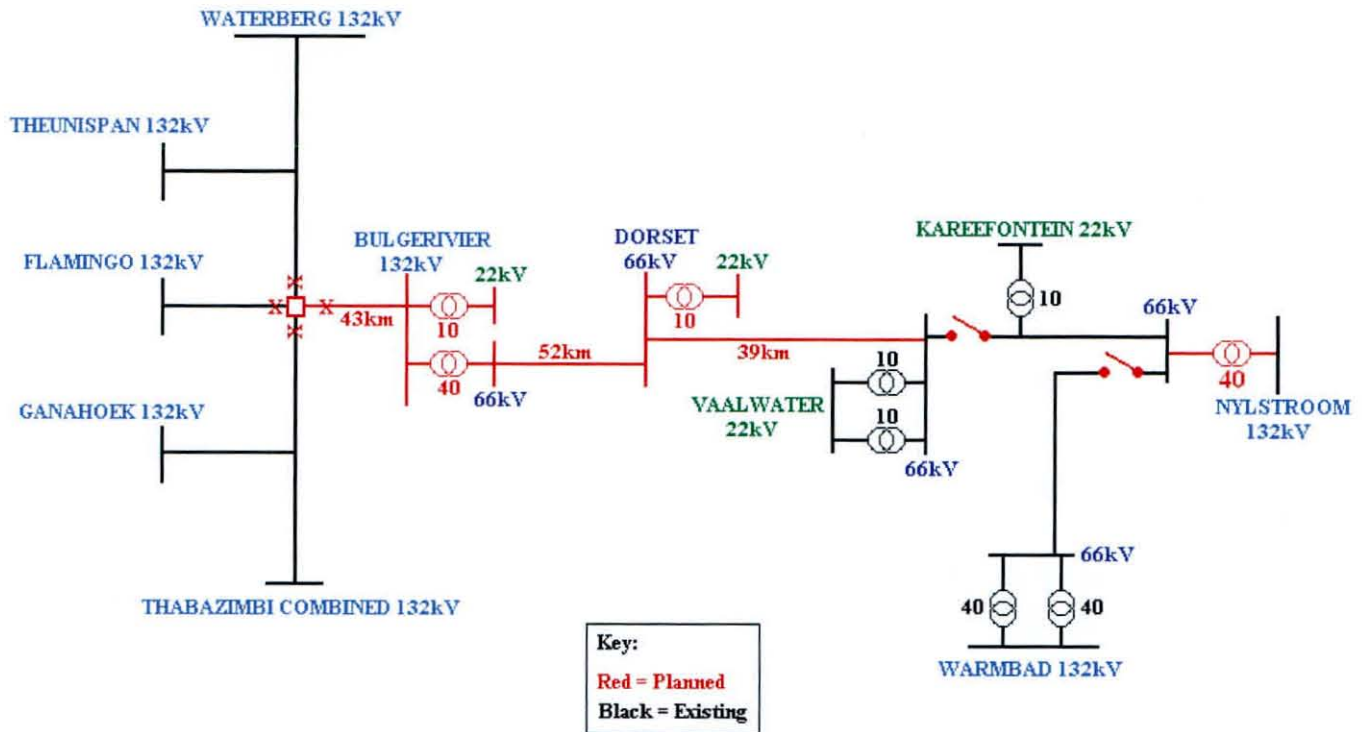 WATERBERG 132kV
THEUNISPAN 132kV
FLAMINGO 132kV
GANAHOEK 132kV
THABAZIMBI COMBINED 132kV
X
X
X
X
43km
BULGERIVIER
132kV
22kV
10
40
66kV
52km
DORSET
66kV
22kV
10
39km
VAALWATER
22kV
10
10
66kV
KAREEFONTEIN 22kV
10
66kV
40
NYLSTROOM
132kV
66kV
40
40
WARMBAD 132kV
Key:
Red = Planned
Black = Existing